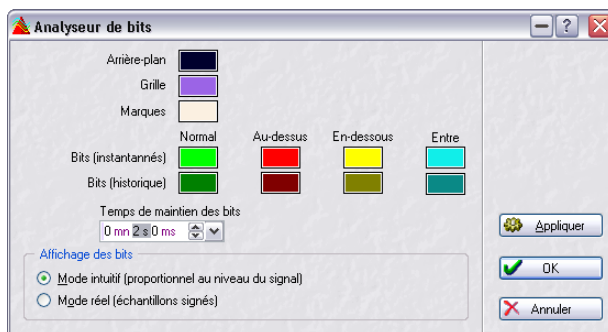 Analyseur de bits
Arrière-plan
Grille
Marques
Normal Au-dessus En-dessous Entre
Bits (instantannés)
Bits (historique)
Temps de maintien des bits
0 mn 2 s 0 ms
Affichage des bits
Mode intuitif (proportionnel au niveau du signal)
Mode réel (échantillons signés)
Appliquer
OK
Annuler